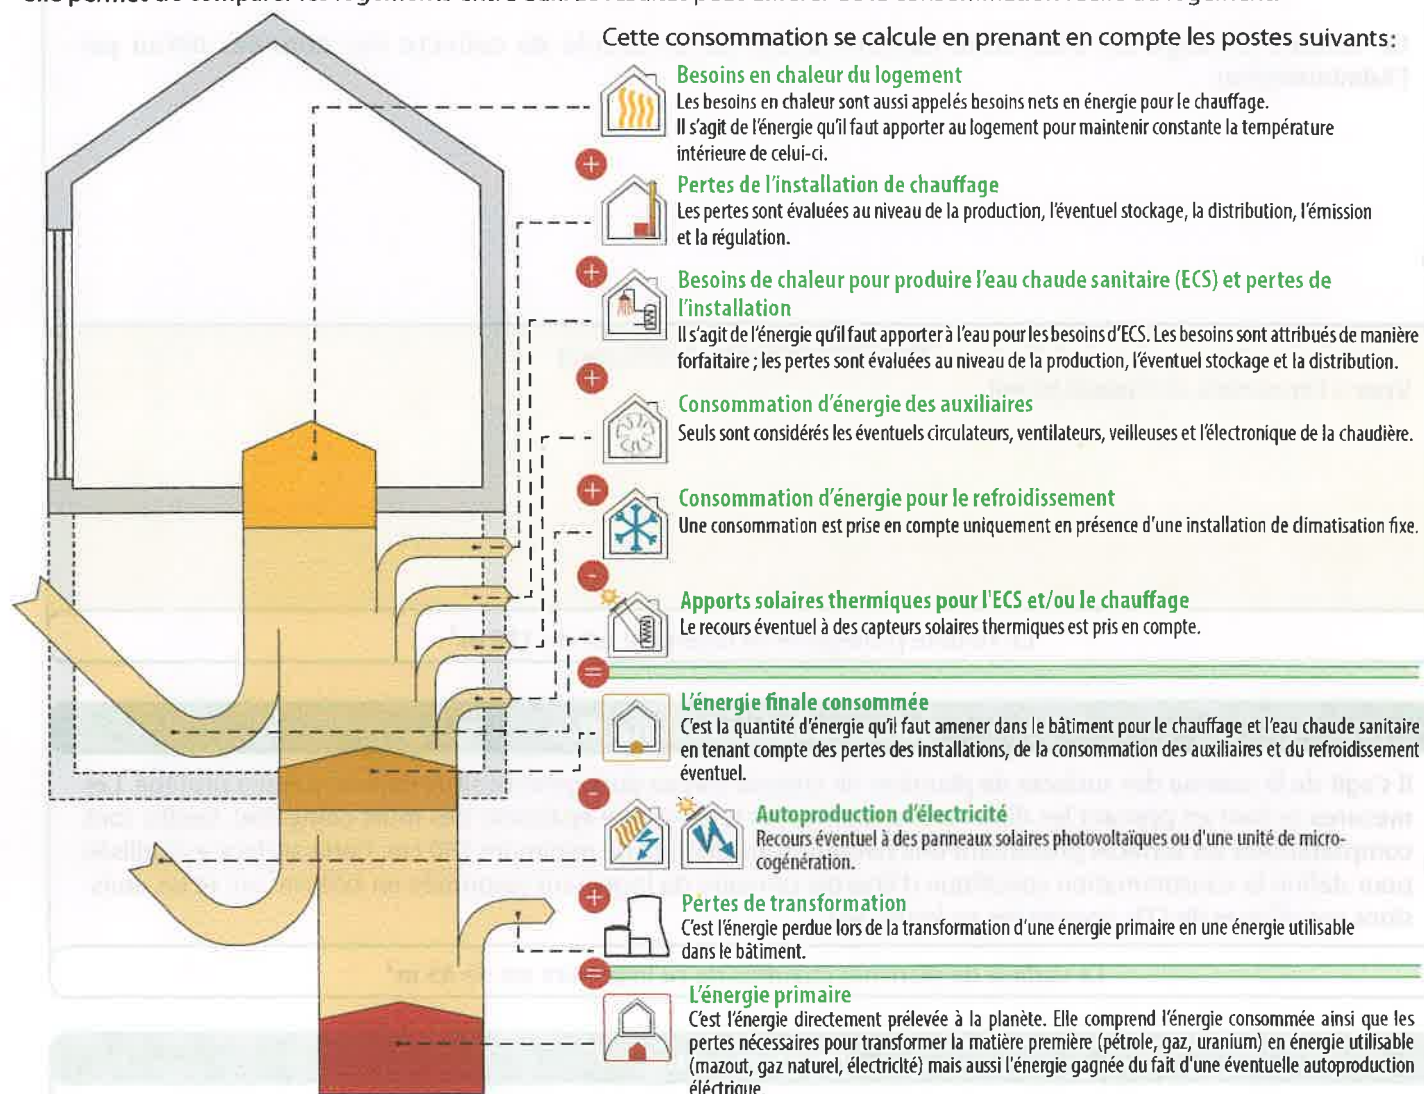 Cette consommation se calcule en prenant en compte les postes suivants:
Besoins en chaleur du logement
Les besoins en chaleur sont aussi appelés besoins nets en énergie pour le chauffage.
Il s'agit de l'énergie qu'il faut apporter au logement pour maintenir constante la température
intérieure de celui-ci.
+
Pertes de l'installation de chauffage
Les pertes sont évaluées au niveau de la production, l'éventuel stockage, la distribution, l'émission
et la régulation.
+
Besoins de chaleur pour produire l'eau chaude sanitaire (ECS) et pertes de
l'installation
Il s'agit de l'énergie qu'il faut apporter à l'eau pour les besoins d'ECS. Les besoins sont attribués de manière
forfaitaire ; les pertes sont évaluées au niveau de la production, l'éventuel stockage et la distribution.
+
Consommation d'énergie des auxiliaires
Seuls sont considérés les éventuels circulateurs, ventilateurs, veilleuses et l'électronique de la chaudière.
+
Consommation d'énergie pour le refroidissement
Une consommation est prise en compte uniquement en présence d'une installation de climatisation fixe.
-
Apports solaires thermiques pour l'ECS et/ou le chauffage
Le recours éventuel à des capteurs solaires thermiques est pris en compte.
=
L'énergie finale consommée
C'est la quantité d'énergie qu'il faut amener dans le bâtiment pour le chauffage et l'eau chaude sanitaire
en tenant compte des pertes des installations, de la consommation des auxiliaires et du refroidissement
éventuel.
-
Autoproduction d'électricité
Recours éventuel à des panneaux solaires photovoltaïques ou d'une unité de micro-
cogénération.
+
Pertes de transformation
C'est l'énergie perdue lors de la transformation d'une énergie primaire en une énergie utilisable
dans le bâtiment.
=
L'énergie primaire
C'est l'énergie directement prélevée à la planète. Elle comprend l'énergie consommée ainsi que les
pertes nécessaires pour transformer la matière première (pétrole, gaz, uranium) en énergie utilisable
(mazout, gaz naturel, électricité) mais aussi l'énergie gagnée du fait d'une éventuelle autoproduction
éléctrique